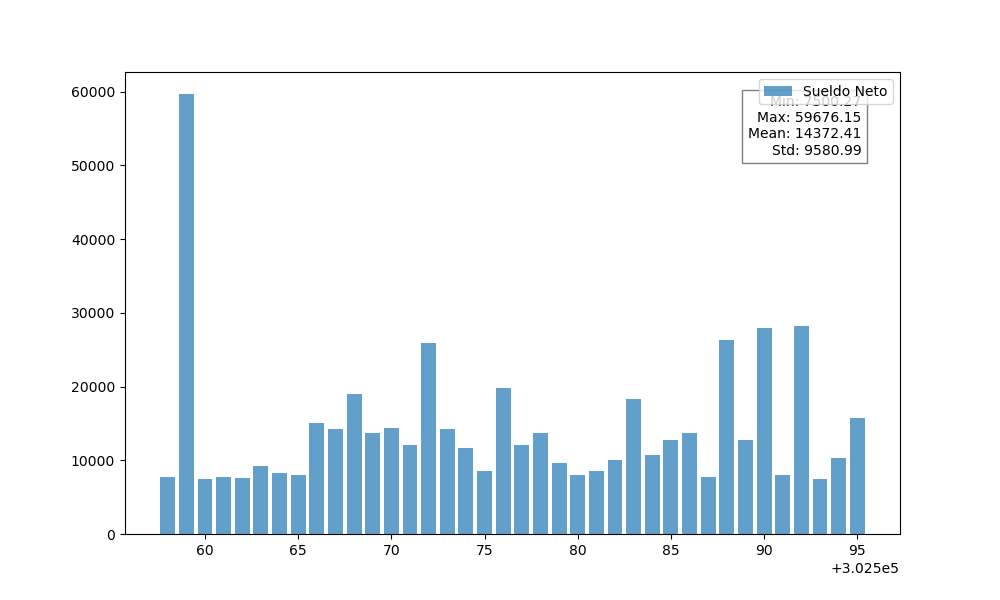 60000
50000
40000
30000
20000
10000
0
Sueldo Neto
Min: 7500.27
Max: 59676.15
Mean: 14372.41
Std: 9580.99
60 65 70 75 80 85 90 95
+3.025e5